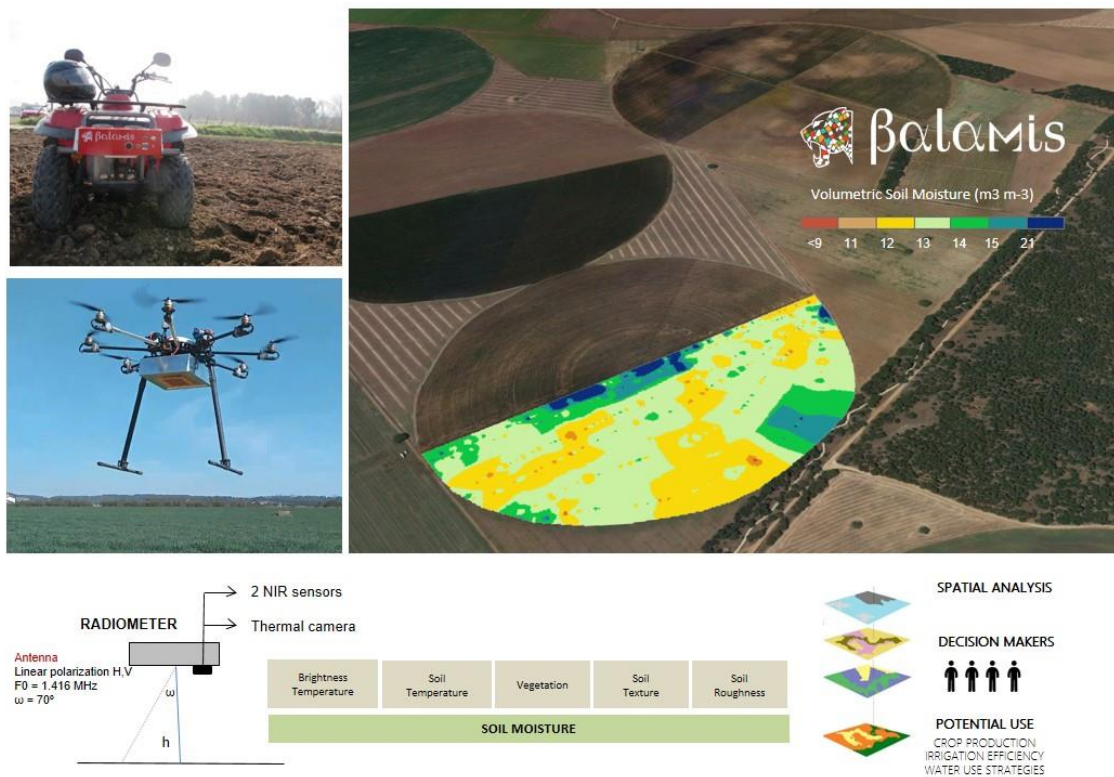 βalamis
βalamis
Volumetric Soil Moisture (m3 m-3)
<9 11 12 13 14 15 21
2 NIR sensors
RADIOMETER
Thermal camera
Antenna
Linear polarization H,V
F0 = 1.416 MHz
ω = 70º
ω
h
Brightness
Temperature
Soil
Temperature
Vegetation
Soil
Texture
Soil
Roughness
SOIL MOISTURE
SPATIAL ANALYSIS
DECISION MAKERS
POTENTIAL USE
CROP PRODUCTION
IRRIGATION EFFICIENCY
WATER USE STRATEGIES